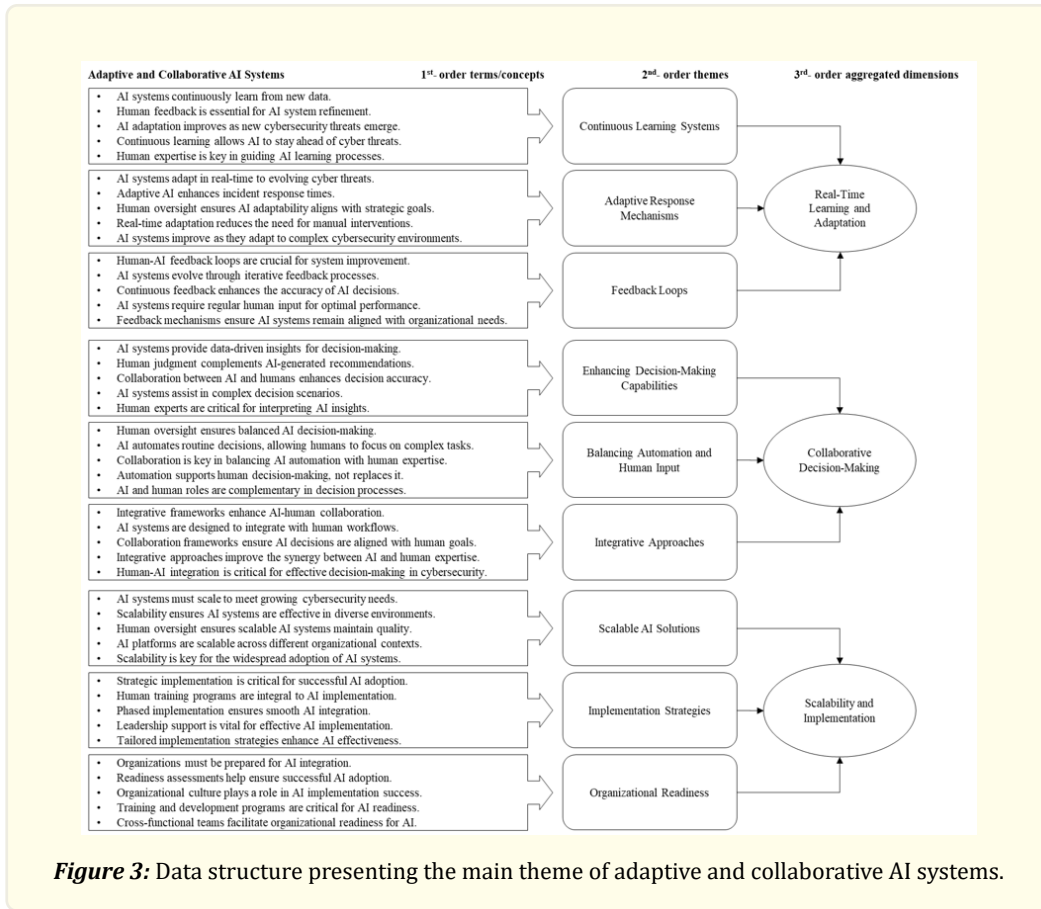 Adaptive and Collaborative AI Systems 1st- order terms/concepts 2nd- order themes 3rd- order aggregated dimensions
• AI systems continuously learn from new data.
• Human feedback is essential for AI system refinement.
• AI adaptation improves as new cybersecurity threats emerge.
• Continuous learning allows AI to stay ahead of cyber threats.
• Human expertise is key in guiding AI learning processes.
Continuous Learning Systems
• AI systems adapt in real-time to evolving cyber threats.
• Adaptive AI enhances incident response times.
• Human oversight ensures AI adaptability aligns with strategic goals.
• Real-time adaptation reduces the need for manual interventions.
• AI systems improve as they adapt to complex cybersecurity environments.
Adaptive Response
Mechanisms
Real-Time
Learning and
Adaptation
• Human-AI feedback loops are crucial for system improvement.
• AI systems evolve through iterative feedback processes.
• Continuous feedback enhances the accuracy of AI decisions.
• AI systems require regular human input for optimal performance.
• Feedback mechanisms ensure AI systems remain aligned with organizational needs.
Feedback Loops
• AI systems provide data-driven insights for decision-making.
• Human judgment complements AI-generated recommendations.
• Collaboration between AI and humans enhances decision accuracy.
• AI systems assist in complex decision scenarios.
• Human experts are critical for interpreting AI insights.
Enhancing Decision-Making
Capabilities
• Human oversight ensures balanced AI decision-making.
• AI automates routine decisions, allowing humans to focus on complex tasks.
• Collaboration is key in balancing AI automation with human expertise.
• Automation supports human decision-making, not replaces it.
• AI and human roles are complementary in decision processes.
Balancing Automation and
Human Input
Collaborative
Decision-Making
• Integrative frameworks enhance AI-human collaboration.
• AI systems are designed to integrate with human workflows.
• Collaboration frameworks ensure AI decisions are aligned with human goals.
• Integrative approaches improve the synergy between AI and human expertise.
• Human-AI integration is critical for effective decision-making in cybersecurity.
Integrative Approaches
• AI systems must scale to meet growing cybersecurity needs.
• Scalability ensures AI systems are effective in diverse environments.
• Human oversight ensures scalable AI systems maintain quality.
• AI platforms are scalable across different organizational contexts.
• Scalability is key for the widespread adoption of AI systems.
Scalable AI Solutions
• Strategic implementation is critical for successful AI adoption.
• Human training programs are integral to AI implementation.
• Phased implementation ensures smooth AI integration.
• Leadership support is vital for effective AI implementation.
• Tailored implementation strategies enhance AI effectiveness.
Implementation Strategies
Scalability and
Implementation
• Organizations must be prepared for AI integration.
• Readiness assessments help ensure successful AI adoption.
• Organizational culture plays a role in AI implementation success.
• Training and development programs are critical for AI readiness.
• Cross-functional teams facilitate organizational readiness for AI.
Organizational Readiness
Figure 3: Data structure presenting the main theme of adaptive and collaborative AI systems.